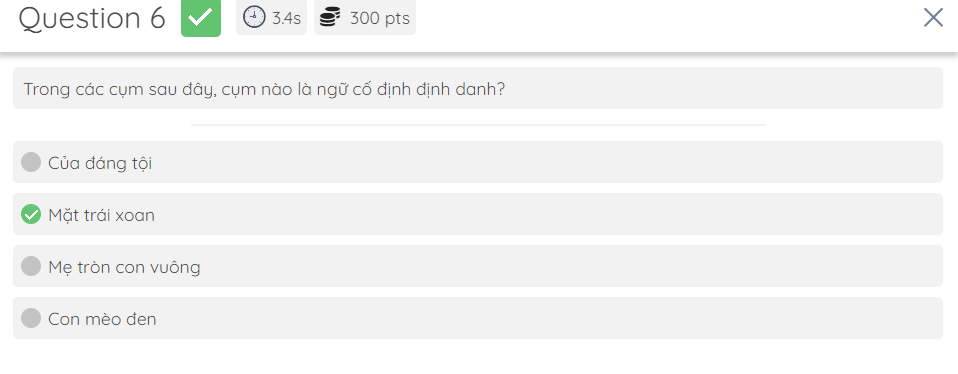 Question 6
3.4s
300 pts
Trong các cụm sau đây, cụm nào là ngữ cố định định danh?
Của đáng tội
Mặt trái xoan
Mẹ tròn con vuông
Con mèo đen